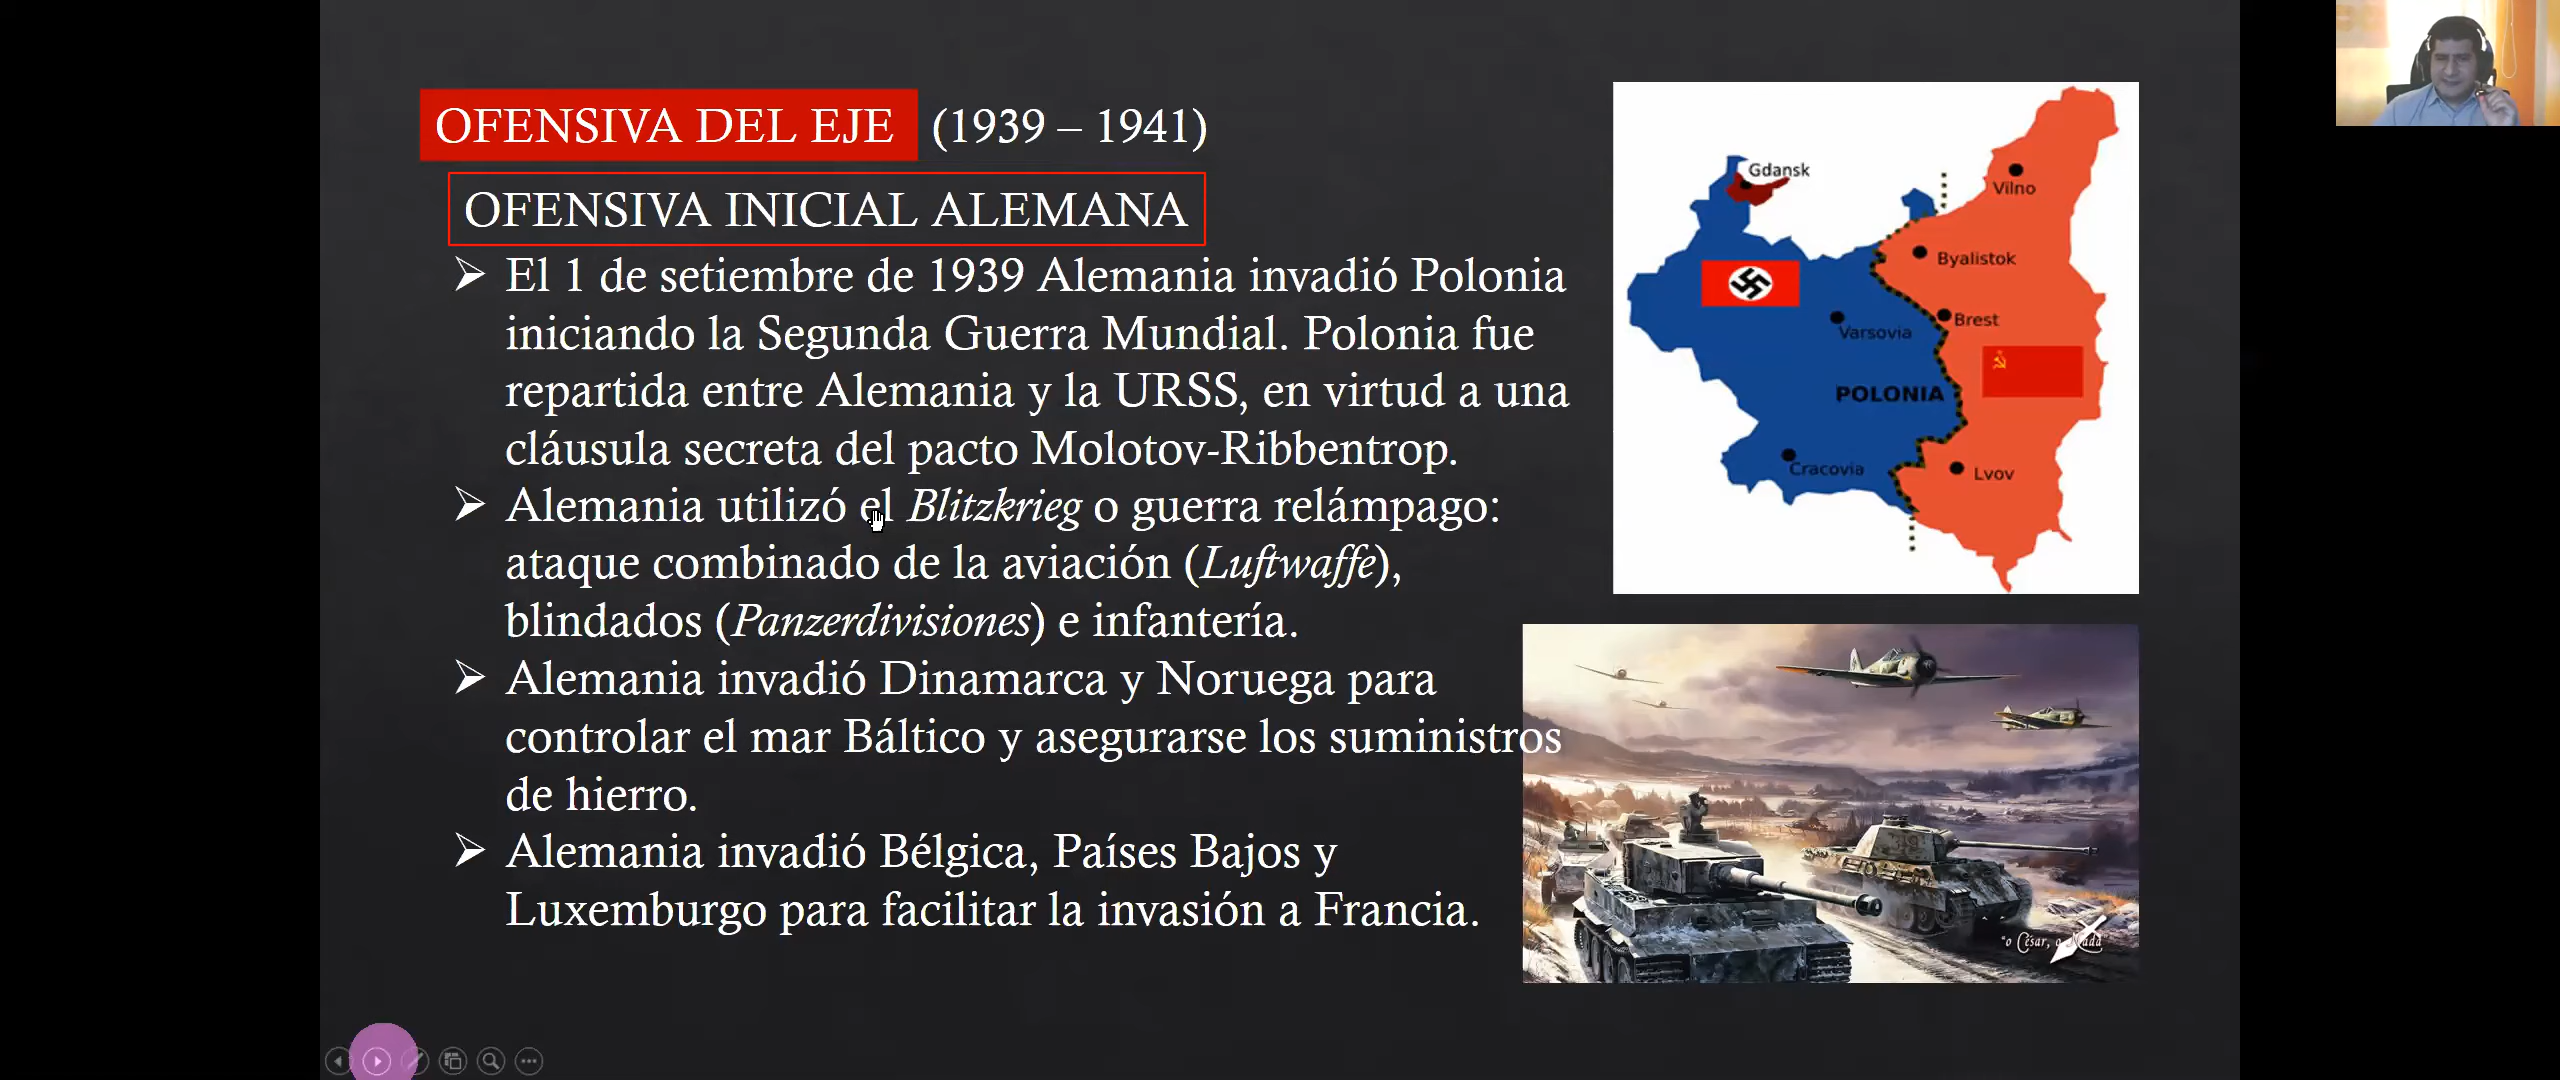 OFENSIVA DEL EJE (1939 – 1941)
OFENSIVA INICIAL ALEMANA
El 1 de setiembre de 1939 Alemania invadió Polonia
iniciando la Segunda Guerra Mundial. Polonia fue
repartida entre Alemania y la URSS, en virtud a una
cláusula secreta del pacto Molotov-Ribbentrop.
Alemania utilizó el Blitzkrieg o guerra relámpago:
ataque combinado de la aviación (Luftwaffe),
blindados (Panzerdivisiones) e infantería.
Alemania invadió Dinamarca y Noruega para
controlar el mar Báltico y asegurarse los suministros
de hierro.
Alemania invadió Bélgica, Países Bajos y
Luxemburgo para facilitar la invasión a Francia.
Gdansk
Vilno
Byalistok
Brest
Varsovia
POLONIA
Cracovia
Lvov
"o César, o Nada"